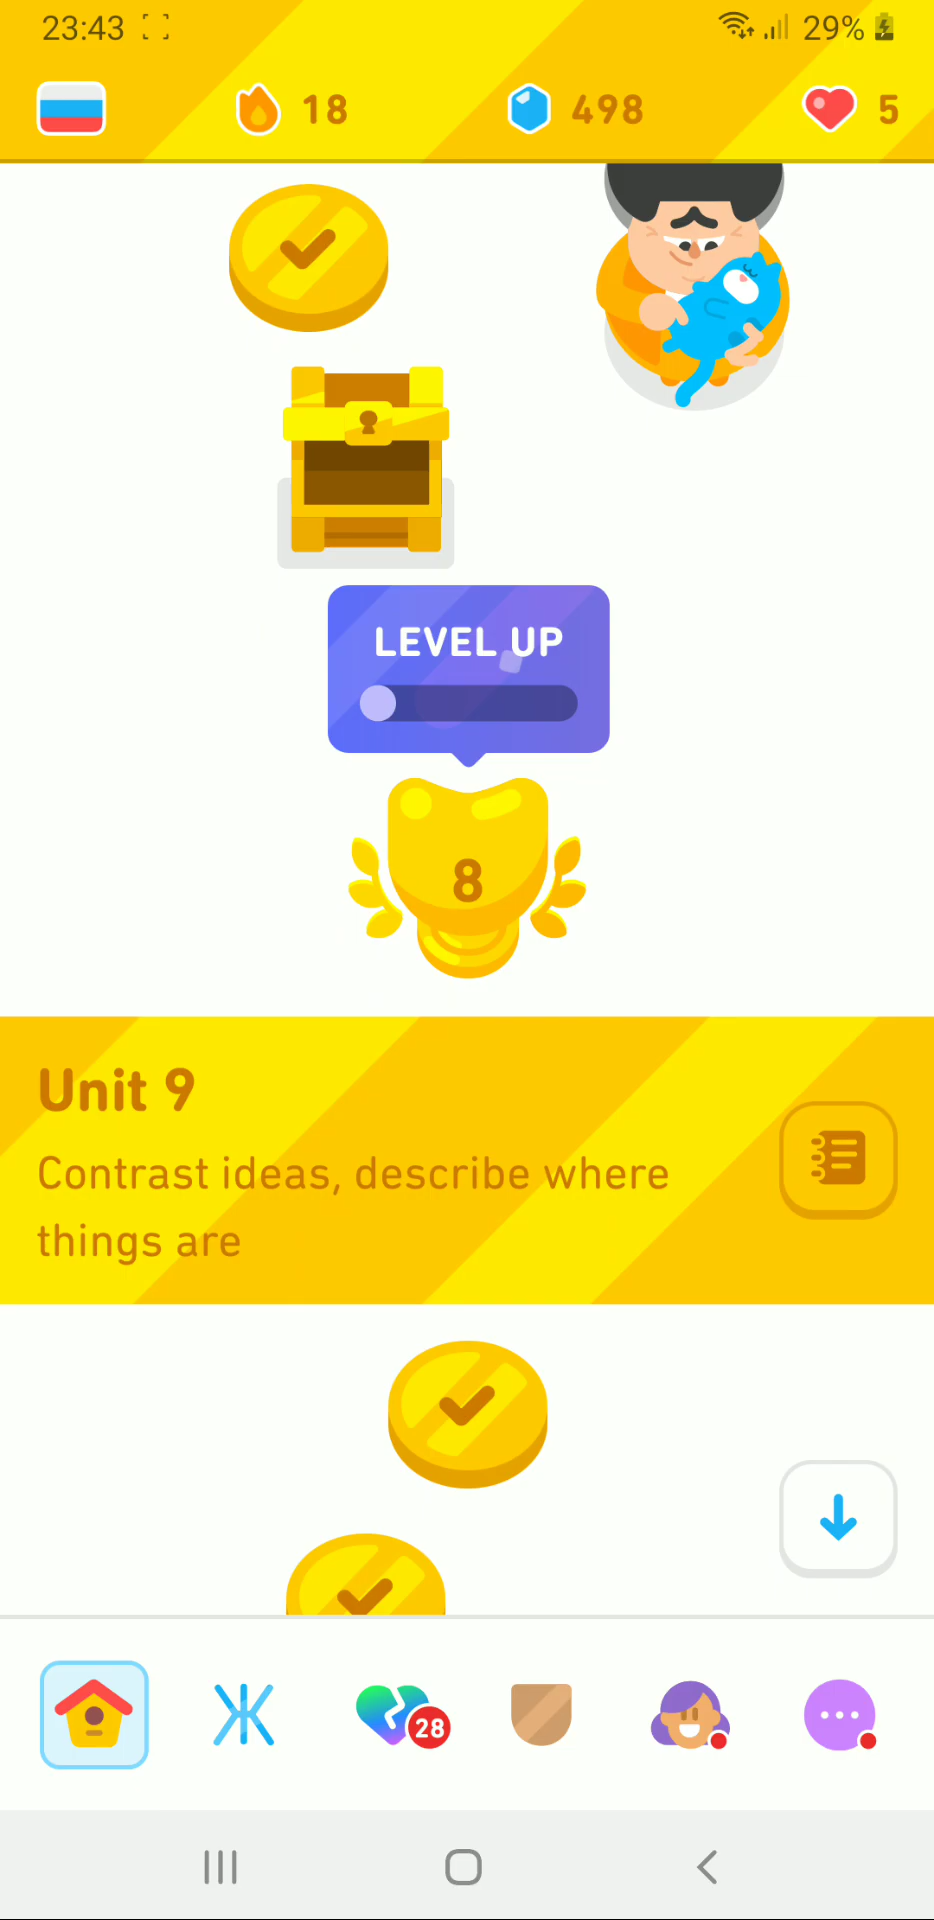 23:43 29%
18 498 5
LEVEL UP
8
Unit 9
Contrast ideas, describe where
things are
Ж 28